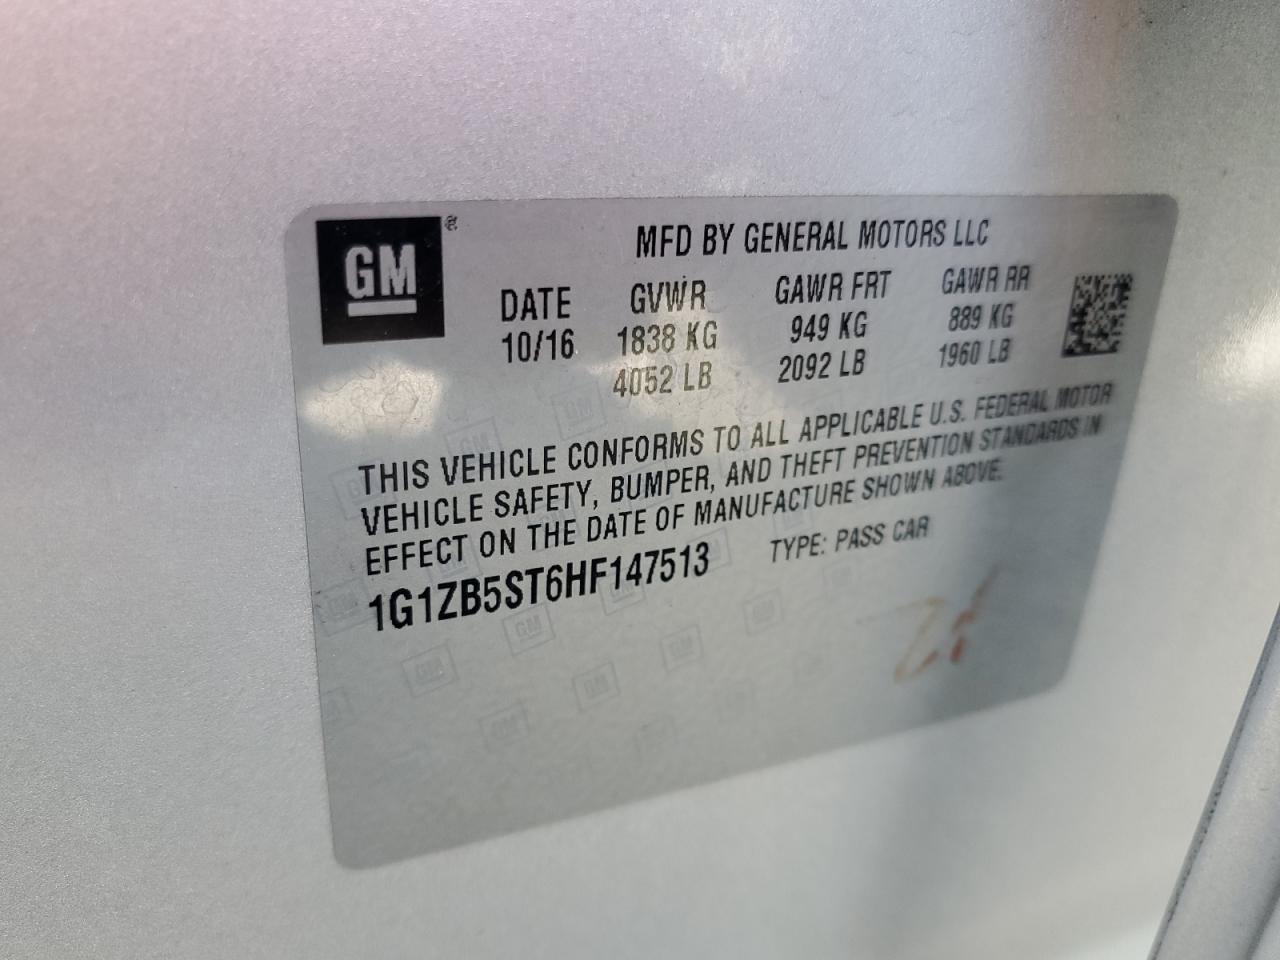 GM®
MFD BY GENERAL MOTORS LLC
DATE GVWR GAWR FRT GAWR RR
10/16 1838 KG 949 KG 889 KG
4052 LB 2092 LB 1960 LB
THIS VEHICLE CONFORMS TO ALL APPLICABLE U.S. FEDERAL MOTOR
VEHICLE SAFETY, BUMPER, AND THEFT PREVENTION STANDARDS IN
EFFECT ON THE DATE OF MANUFACTURE SHOWN ABOVE.
1G1ZB5ST6HF147513 TYPE: PASS CAR